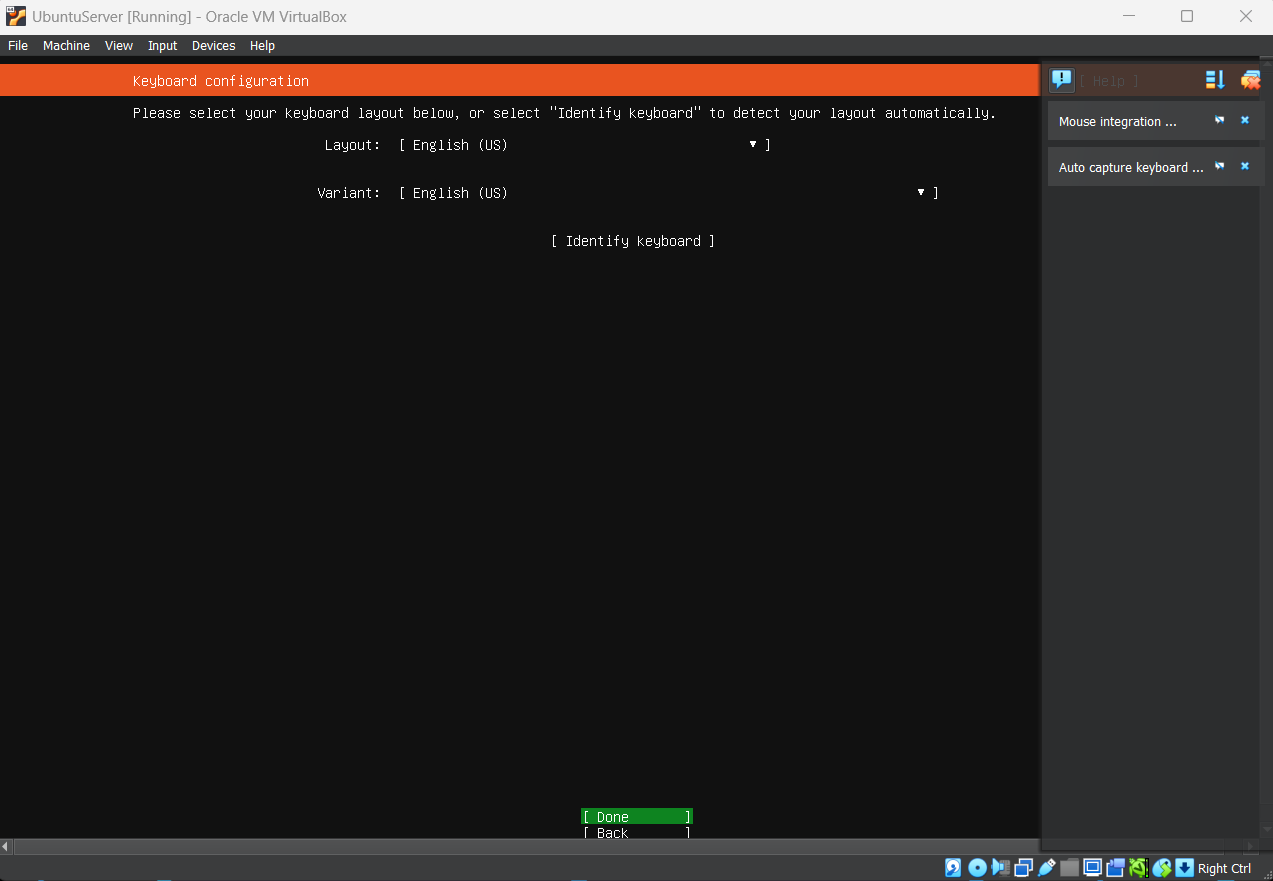 UbuntuServer [Running] - Oracle VM VirtualBox
File Machine View Input Devices Help
Keyboard configuration
[ Help ]
Please select your keyboard layout below, or select "Identify keyboard" to detect your layout automatically.
Mouse integration ...
Layout: [ English (US) ▼ ]
Auto capture keyboard ...
Variant: [ English (US) ▼ ]
[ Identify keyboard ]
[ Done ]
[ Back ]
Right Ctrl